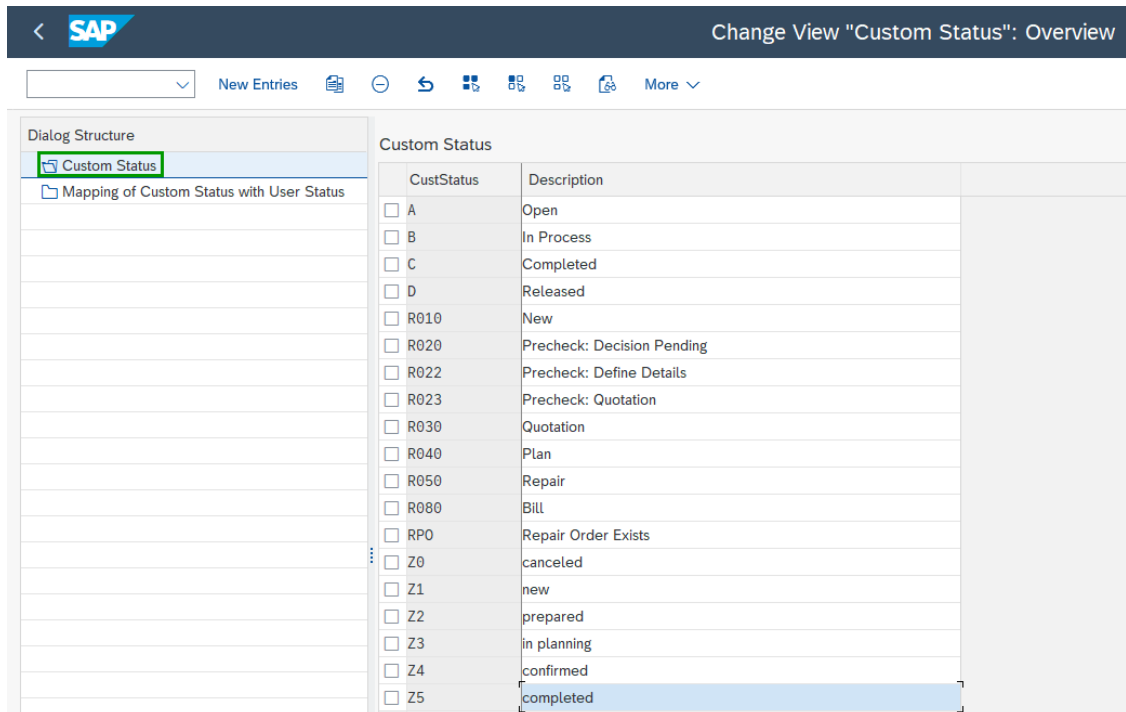 SAP
Change View "Custom Status": Overview
New Entries
More
Dialog Structure
Custom Status
Mapping of Custom Status with User Status
Custom Status
CustStatus Description
A Open
B In Process
C Completed
D Released
R010 New
R020 Precheck: Decision Pending
R022 Precheck: Define Details
R023 Precheck: Quotation
R030 Quotation
R040 Plan
R050 Repair
R080 Bill
RPO Repair Order Exists
Z0 canceled
Z1 new
Z2 prepared
Z3 in planning
Z4 confirmed
Z5 completed